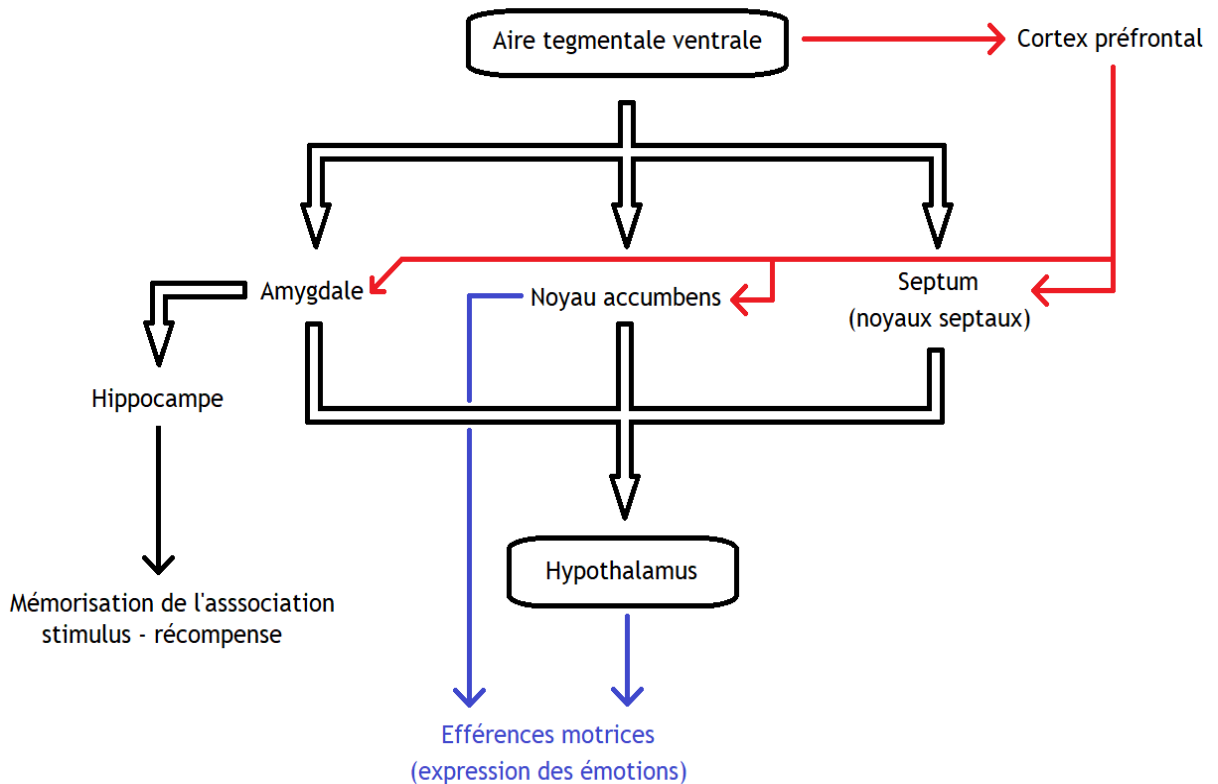 Aire tegmentale ventrale
Cortex préfrontal
Amygdale
Noyau accumbens
Septum
(noyaux septaux)
Hippocampe
Hypothalamus
Mémorisation de l'asssociation
stimulus - récompense
Efférences motrices
(expression des émotions)